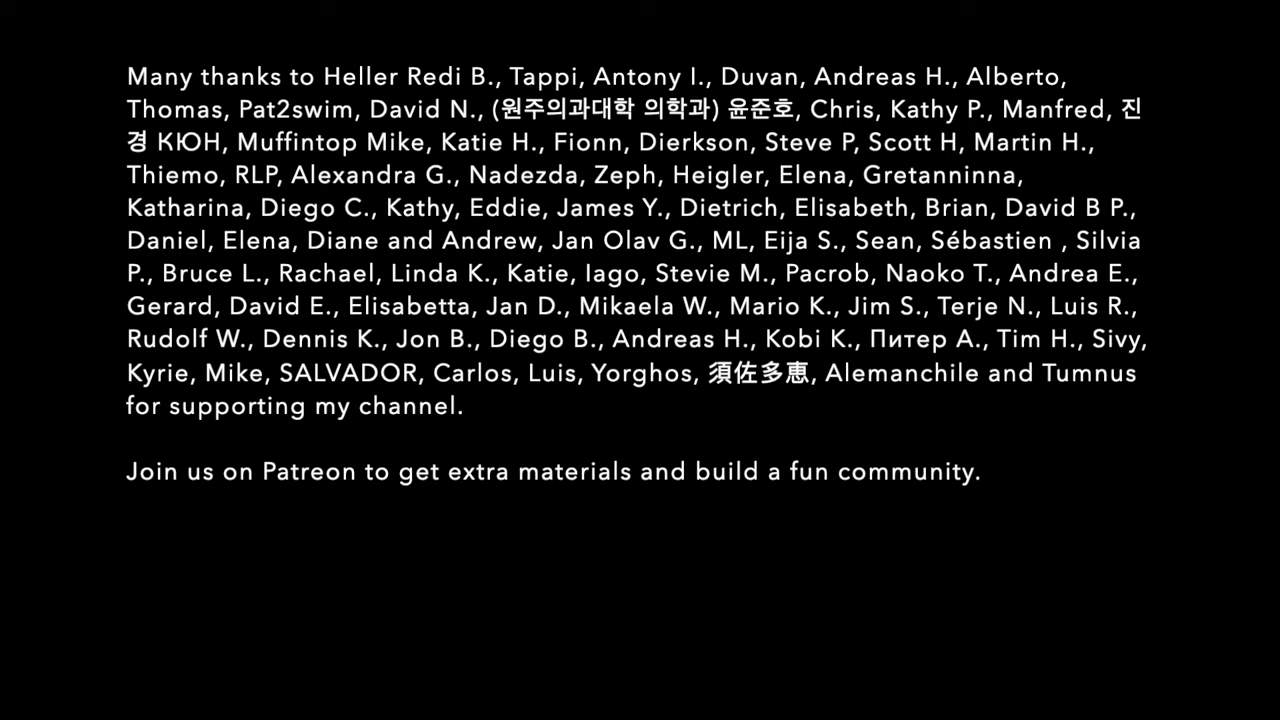 Many thanks to Heller Redi B., Tappi, Antony I., Duvan, Andreas H., Alberto,
Thomas, Pat2swim, David N., (원주의과대학 의학과) 윤준호, Chris, Kathy P., Manfred, 진
경 КЮН, Muffintop Mike, Katie H., Fionn, Dierkson, Steve P, Scott H, Martin H.,
Thiemo, RLP, Alexandra G., Nadezda, Zeph, Heigler, Elena, Gretanninna,
Katharina, Diego C., Kathy, Eddie, James Y., Dietrich, Elisabeth, Brian, David B P.,
Daniel, Elena, Diane and Andrew, Jan Olav G., ML, Eija S., Sean, Sébastien , Silvia
P., Bruce L., Rachael, Linda K., Katie, Iago, Stevie M., Pacrob, Naoko T., Andrea E.,
Gerard, David E., Elisabetta, Jan D., Mikaela W., Mario K., Jim S., Terje N., Luis R.,
Rudolf W., Dennis K., Jon B., Diego B., Andreas H., Kobi K., Питер А., Tim H., Sivy,
Kyrie, Mike, SALVADOR, Carlos, Luis, Yorghos, 須佐多恵, Alemanchile and Tumnus
for supporting my channel.
Join us on Patreon to get extra materials and build a fun community.